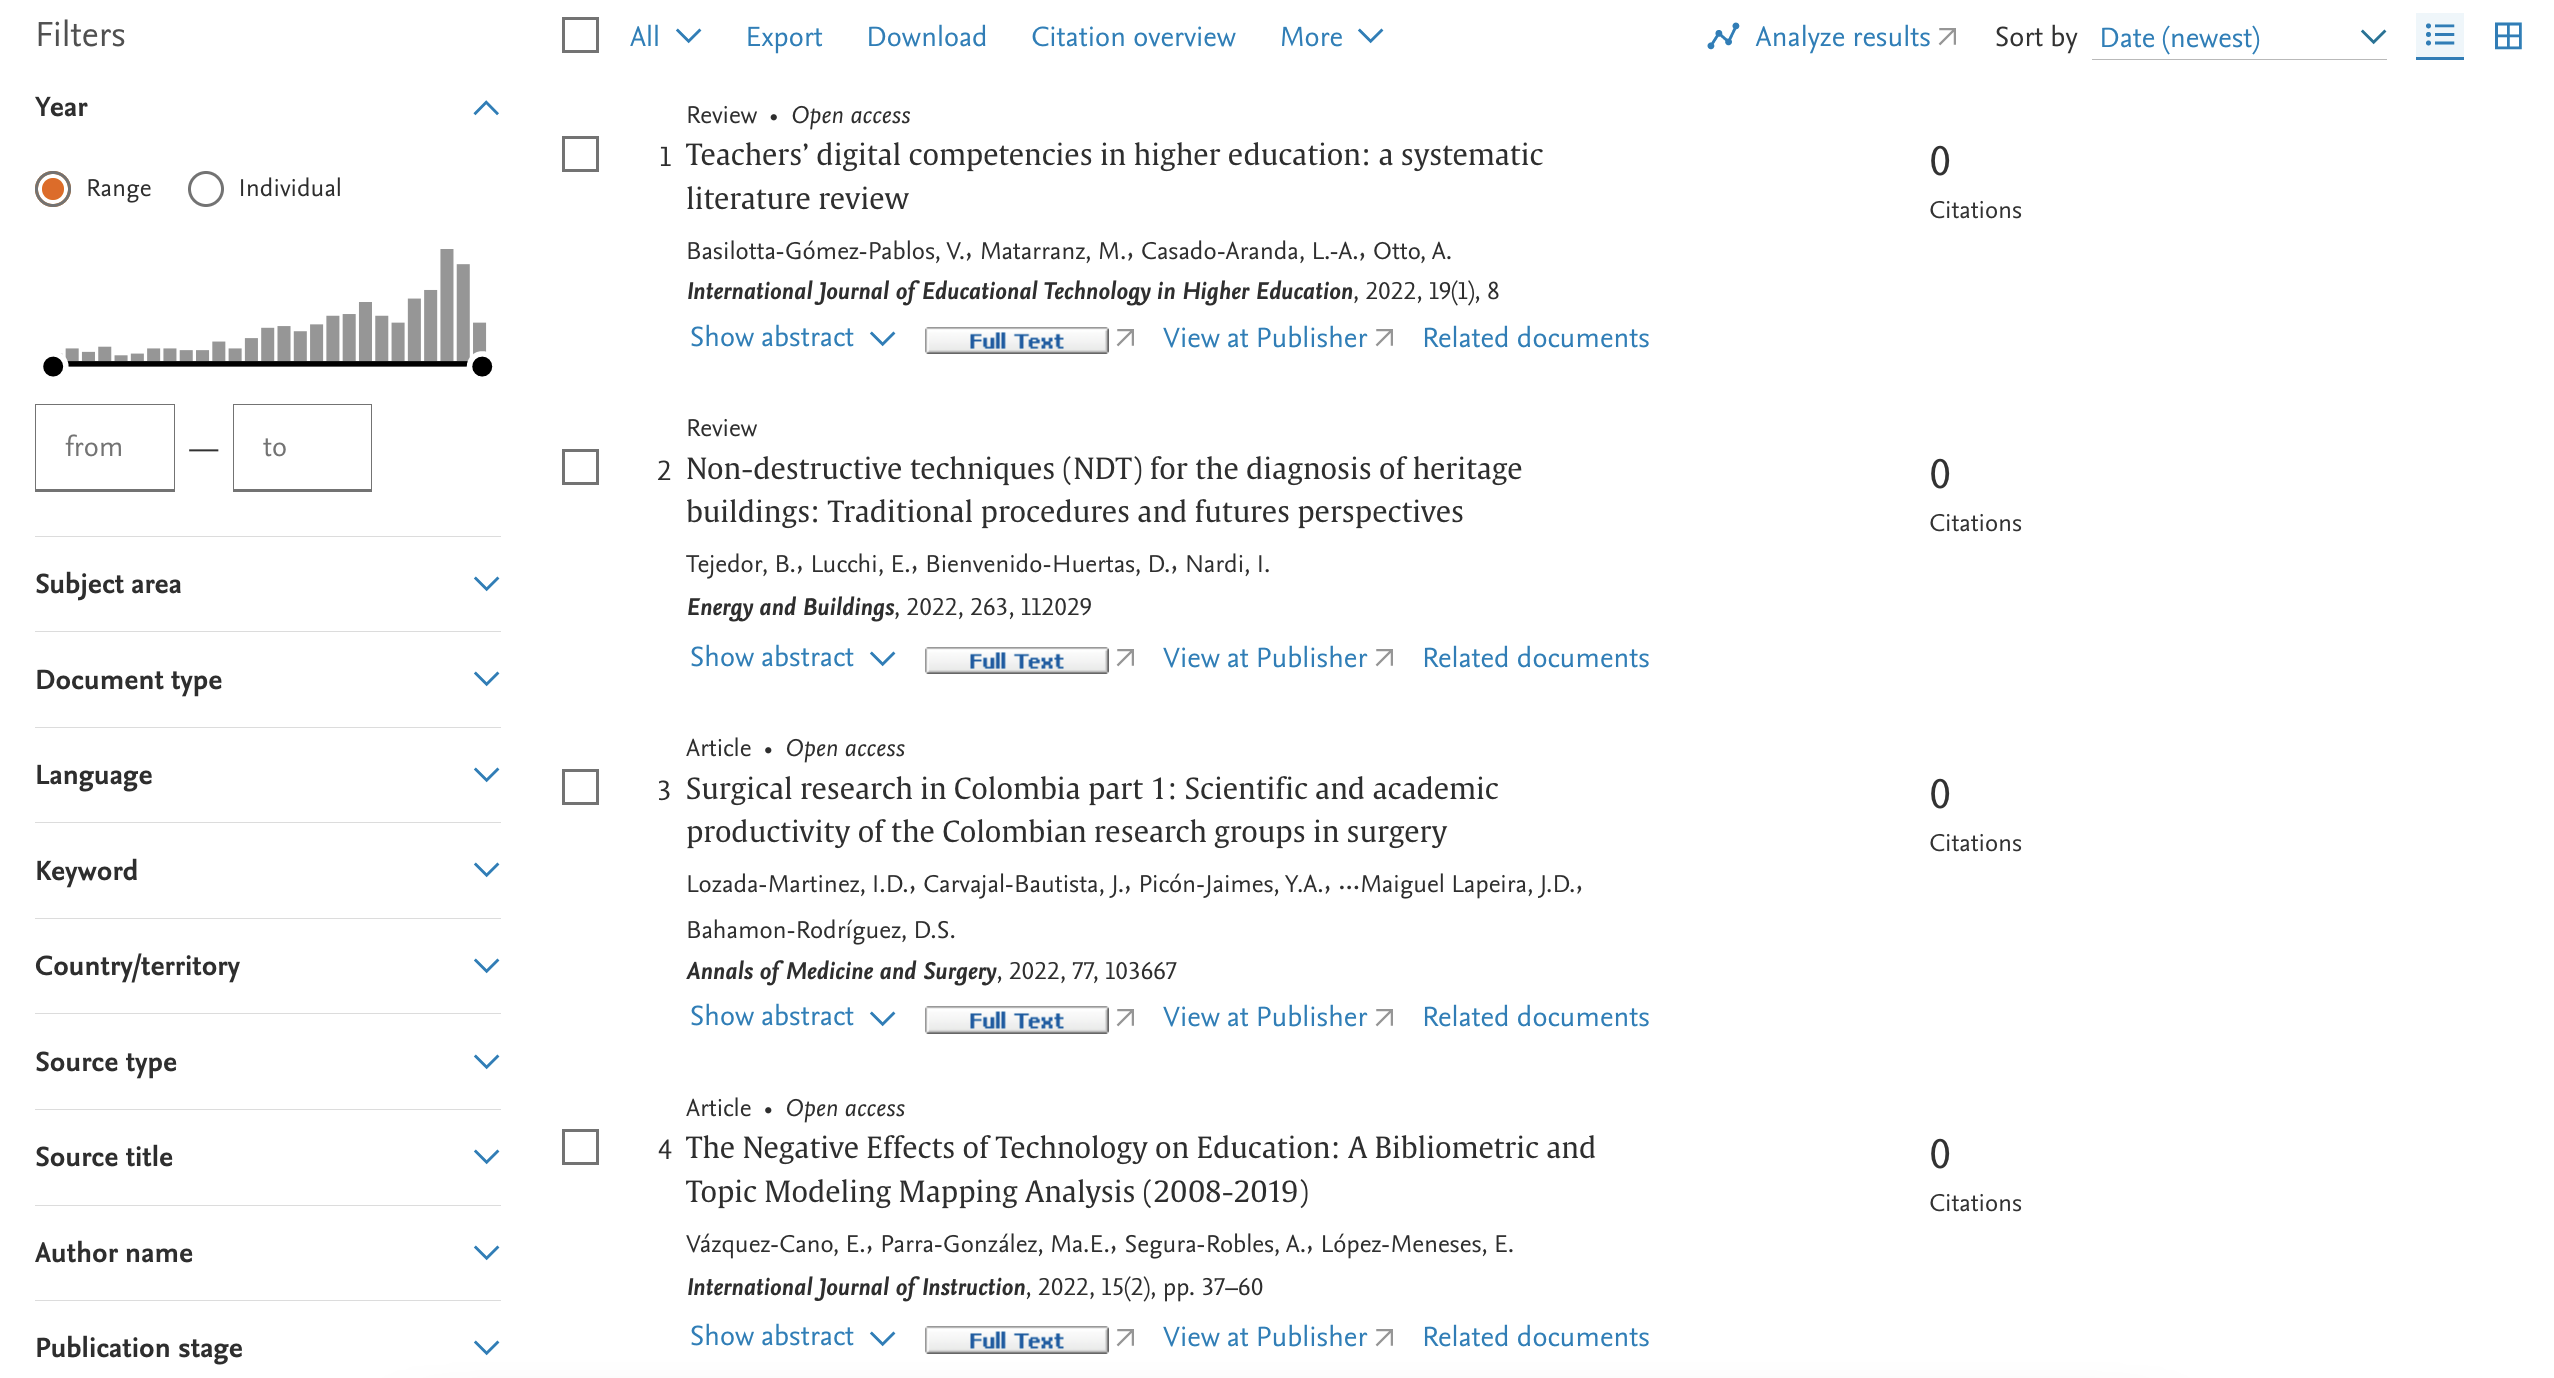 Filters
Year
Range Individual
from — to
Subject area
Document type
Language
Keyword
Country/territory
Source type
Source title
Author name
Publication stage
All Export Download Citation overview More Analyze results Sort by Date (newest)
Review • Open access
1 Teachers’ digital competencies in higher education: a systematic
literature review
Basilotta-Gómez-Pablos, V., Matarranz, M., Casado-Aranda, L.-A., Otto, A.
International Journal of Educational Technology in Higher Education, 2022, 19(1), 8
Show abstract Full Text View at Publisher Related documents
0
Citations
Review
2 Non-destructive techniques (NDT) for the diagnosis of heritage
buildings: Traditional procedures and futures perspectives
Tejedor, B., Lucchi, E., Bienvenido-Huertas, D., Nardi, I.
Energy and Buildings, 2022, 263, 112029
Show abstract Full Text View at Publisher Related documents
0
Citations
Article • Open access
3 Surgical research in Colombia part 1: Scientific and academic
productivity of the Colombian research groups in surgery
Lozada-Martinez, I.D., Carvajal-Bautista, J., Picón-Jaimes, Y.A., ...Maiguel Lapeira, J.D.,
Bahamon-Rodríguez, D.S.
Annals of Medicine and Surgery, 2022, 77, 103667
Show abstract Full Text View at Publisher Related documents
0
Citations
Article • Open access
4 The Negative Effects of Technology on Education: A Bibliometric and
Topic Modeling Mapping Analysis (2008-2019)
Vázquez-Cano, E., Parra-González, Ma.E., Segura-Robles, A., López-Meneses, E.
International Journal of Instruction, 2022, 15(2), pp. 37–60
Show abstract Full Text View at Publisher Related documents
0
Citations